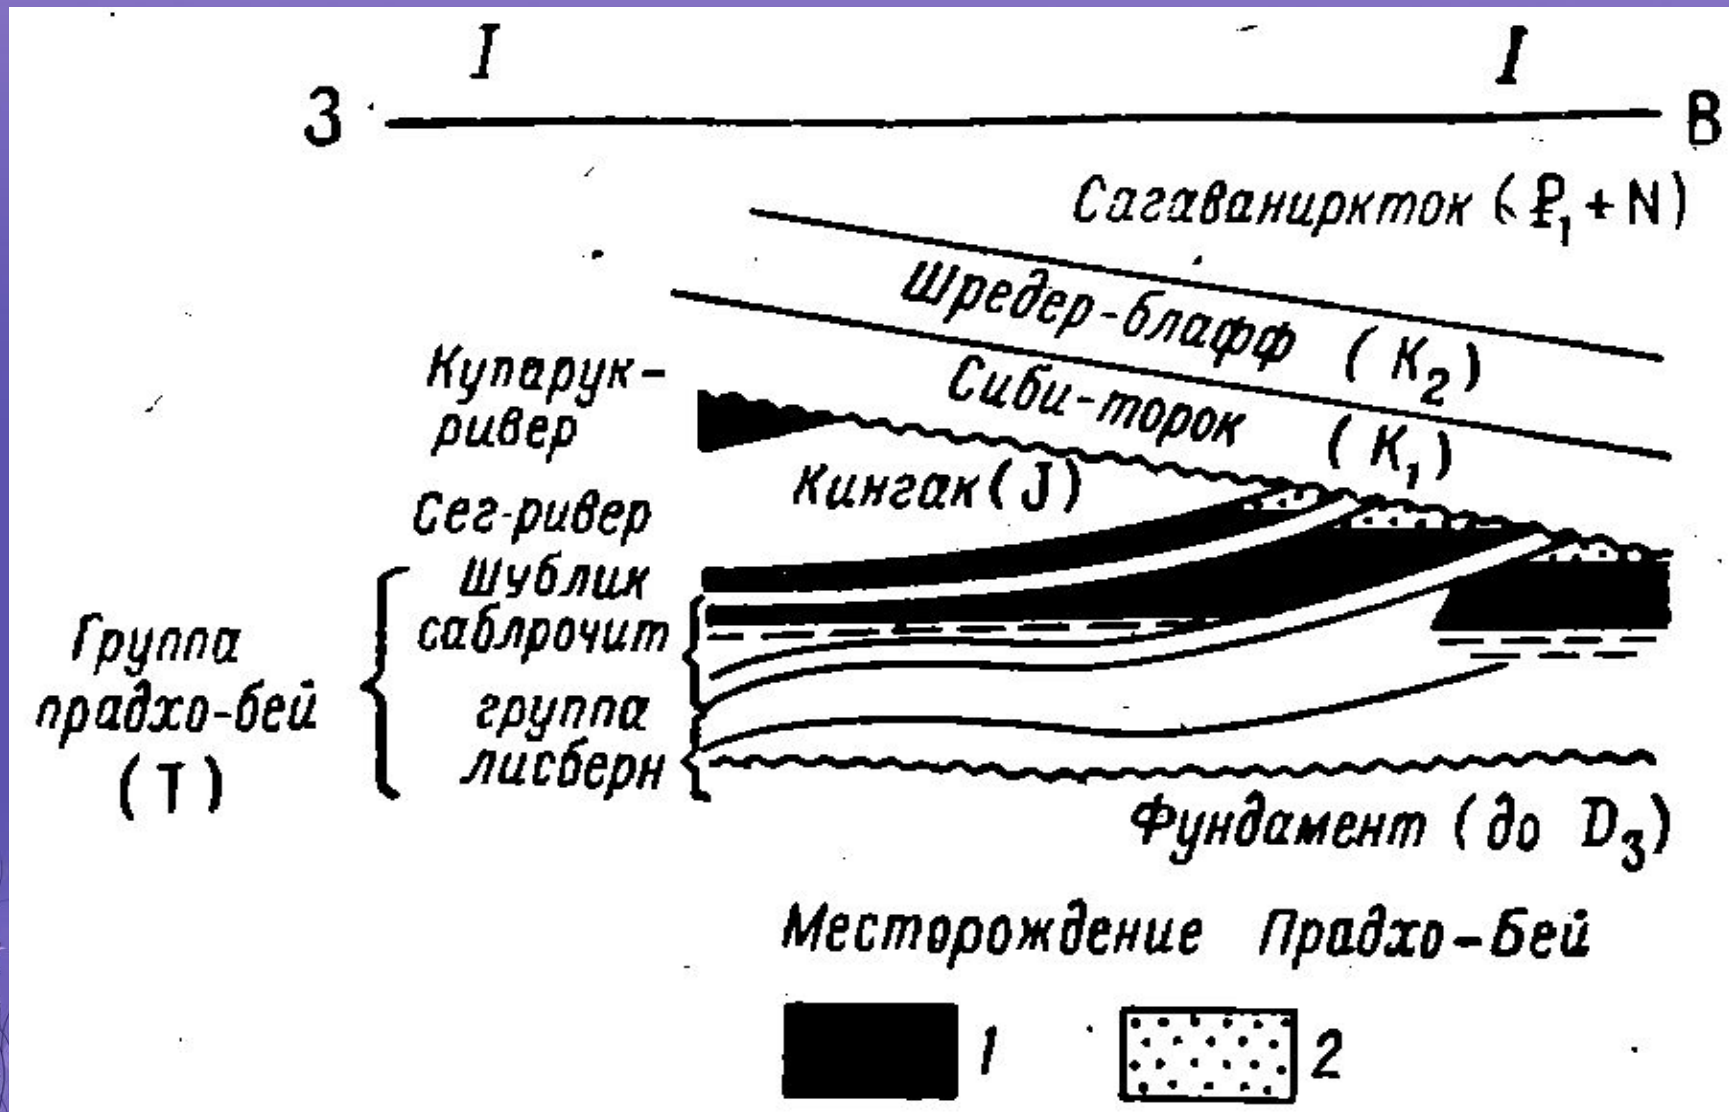 I I
З В
Сагаваниркток (₽₁ + N)
Шредер-блафф (K₂)
Сиби-торок (K₁)
Купарук-
ривер
Кингак (J)
Сег-ривер
Шублик
саблрочит
Группа
прадхо-бей
(T)
группа
лисберн
Фундамент (до D₃)
Месторождение Прадхо-Бей
1 2